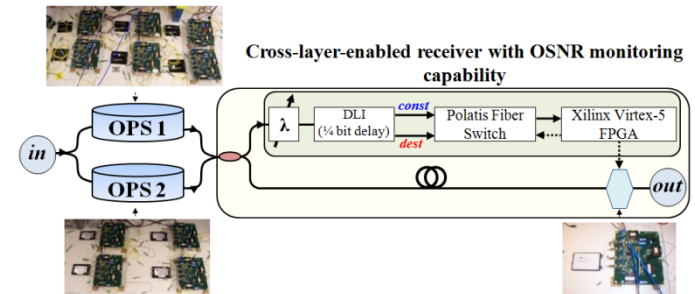 Cross-layer-enabled receiver with OSNR monitoring
capability
in
OPS 1
OPS 2
λ
DLI
(¼ bit delay)
const
dest
Polatis Fiber
Switch
Xilinx Virtex-5
FPGA
out